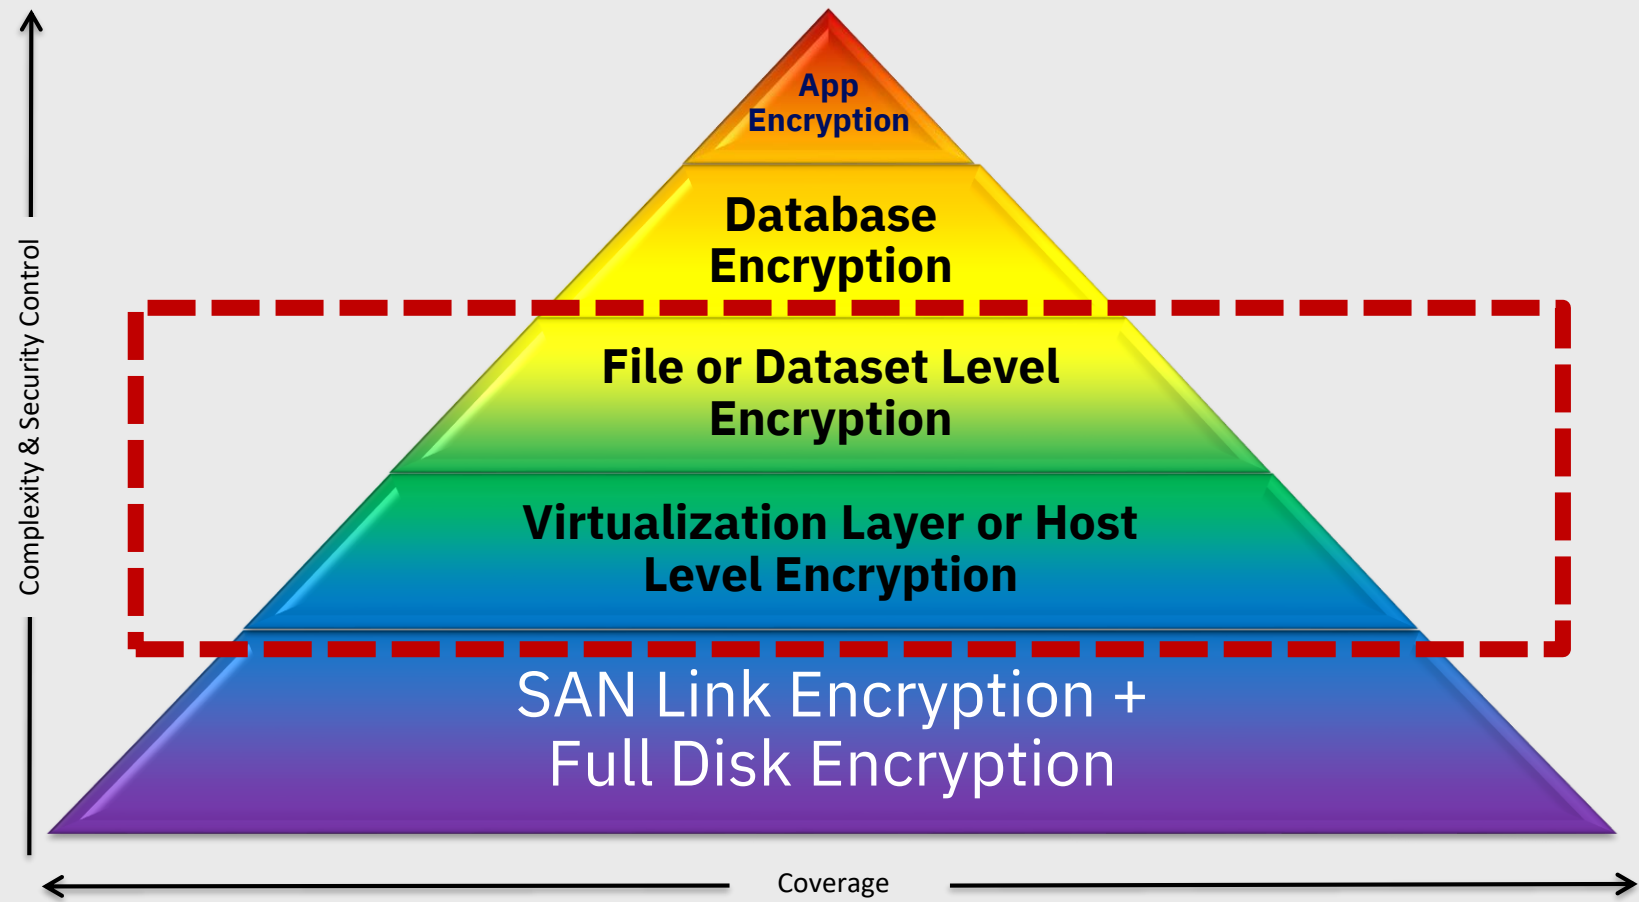 App
Encryption
Database
Encryption
File or Dataset Level
Encryption
Virtualization Layer or Host
Level Encryption
SAN Link Encryption +
Full Disk Encryption
Complexity & Security Control
Coverage